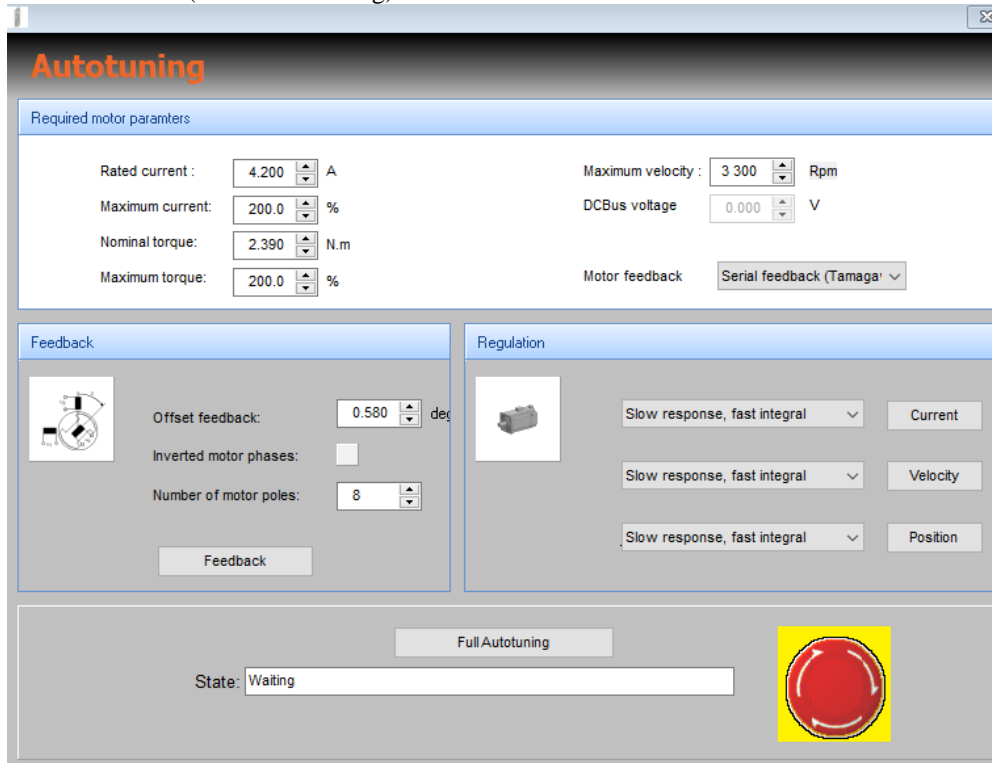 Autotuning
Required motor paramters
Rated current : 4.200 A Maximum velocity : 3 300 Rpm
Maximum current: 200.0 % DCBus voltage 0.000 V
Nominal torque: 2.390 N.m
Maximum torque: 200.0 % Motor feedback Serial feedback (Tamaga
Feedback Regulation
Offset feedback: 0.580 deg Slow response, fast integral Current
Inverted motor phases:
Slow response, fast integral Velocity
Number of motor poles: 8
Slow response, fast integral Position
Feedback
Full Autotuning
State: Waiting